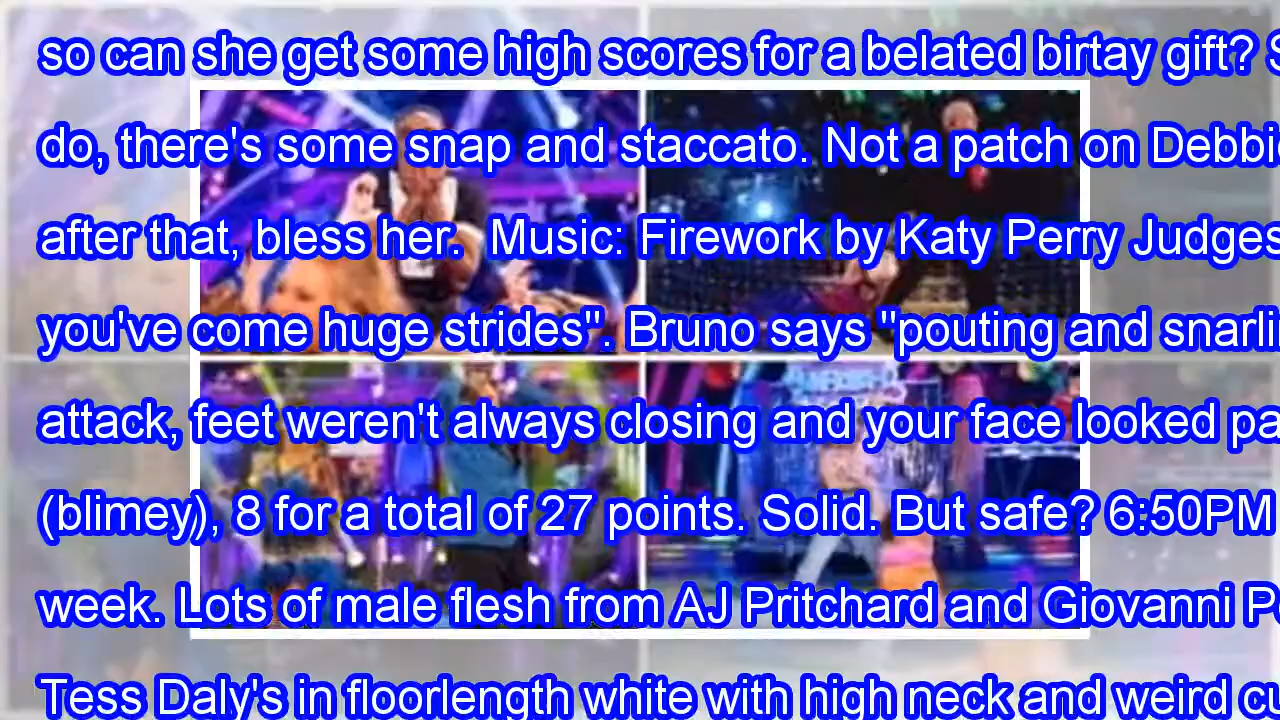 so can she get some high scores for a belated birtay gift?
do, there's some snap and staccato. Not a patch on
after that, bless her. Music: Firework by Katy Perry Judges
you've come huge strides". Bruno says "pouting and
attack, feet weren't always closing and your face looked
(blimey), 8 for a total of 27 points. Solid. But safe? 6:50PM
week. Lots of male flesh from AJ Pritchard and Giovanni
Tess Daly's in floorlength white with high neck and weird